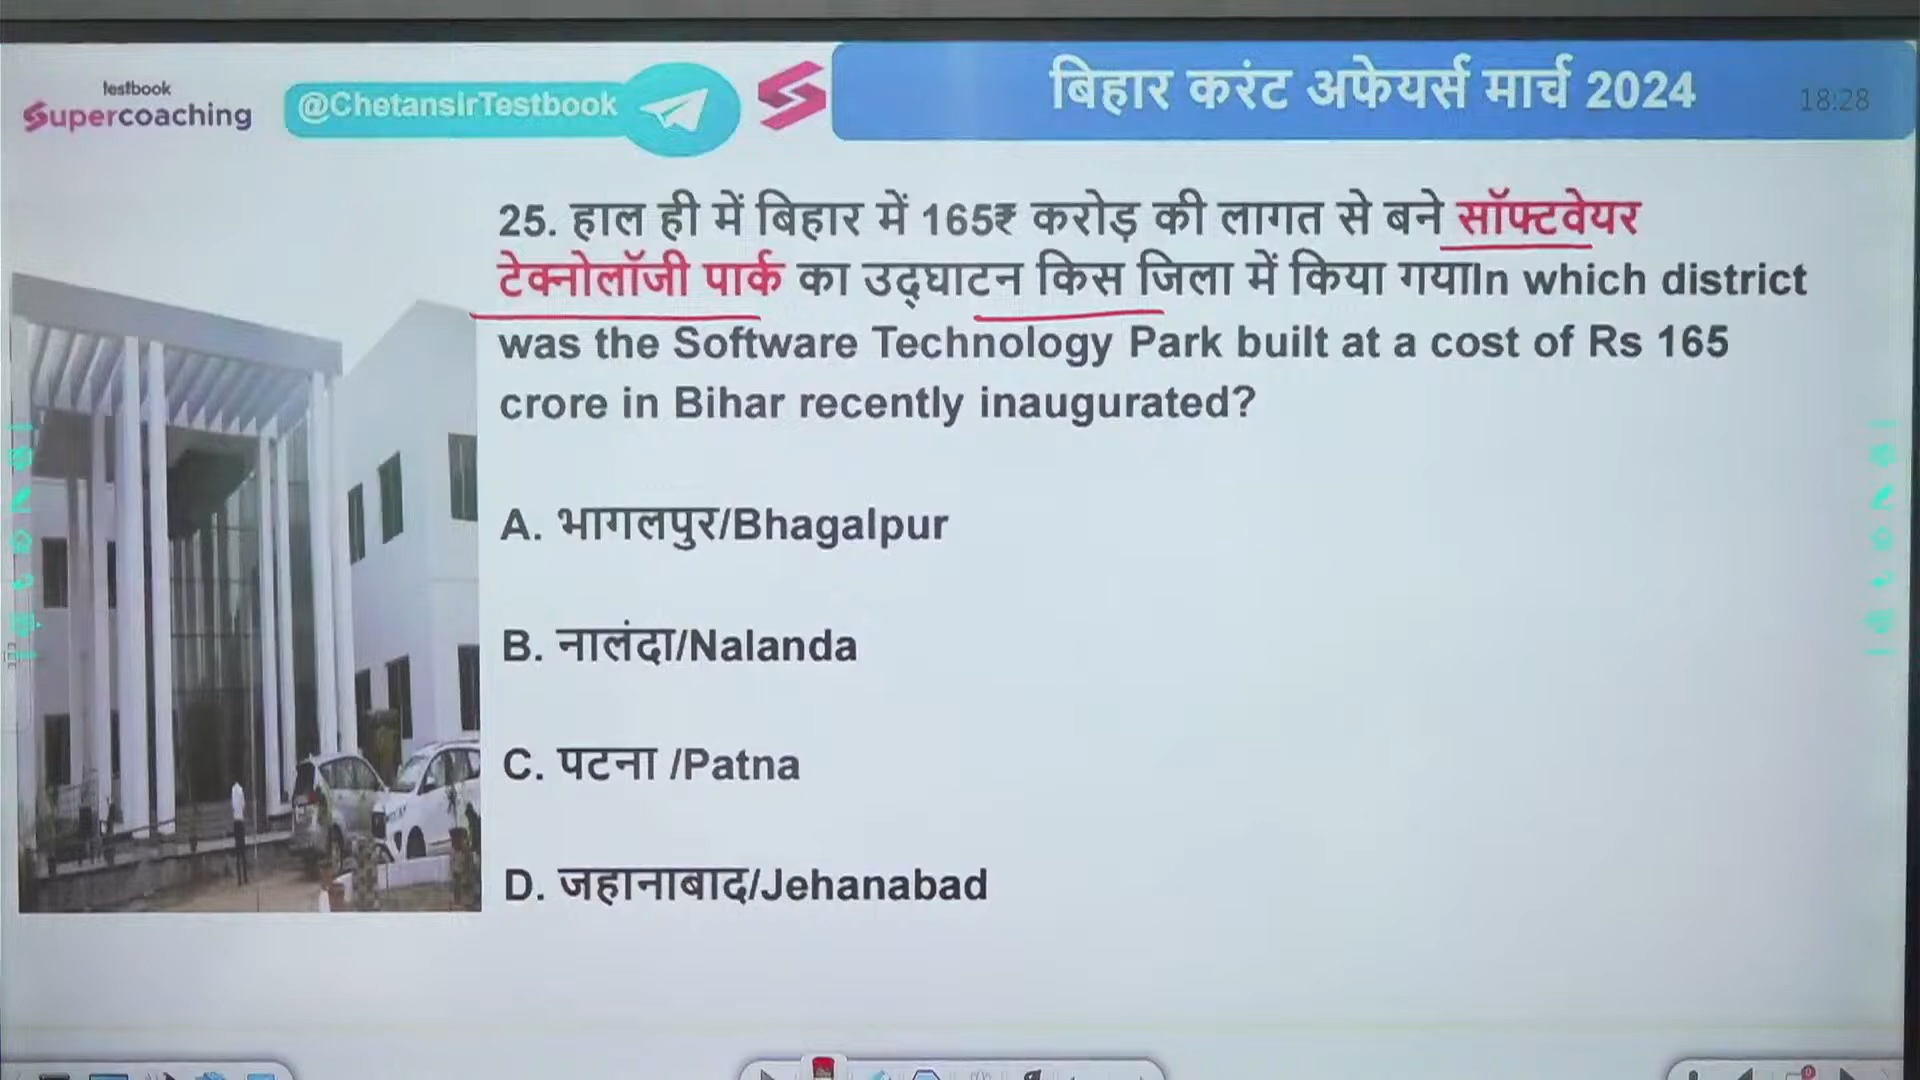 testbook
Supercoaching
@ChetansirTestbook
बिहार करंट अफेयर्स मार्च 2024
18:28
25. हाल ही में बिहार में 165₹ करोड़ की लागत से बने सॉफ्टवेयर
टेक्नोलॉजी पार्क का उद्घाटन किस जिला में किया गया।In which district
was the Software Technology Park built at a cost of Rs 165
crore in Bihar recently inaugurated?
A. भागलपुर/Bhagalpur
B. नालंदा/Nalanda
C. पटना /Patna
D. जहानाबाद/Jehanabad